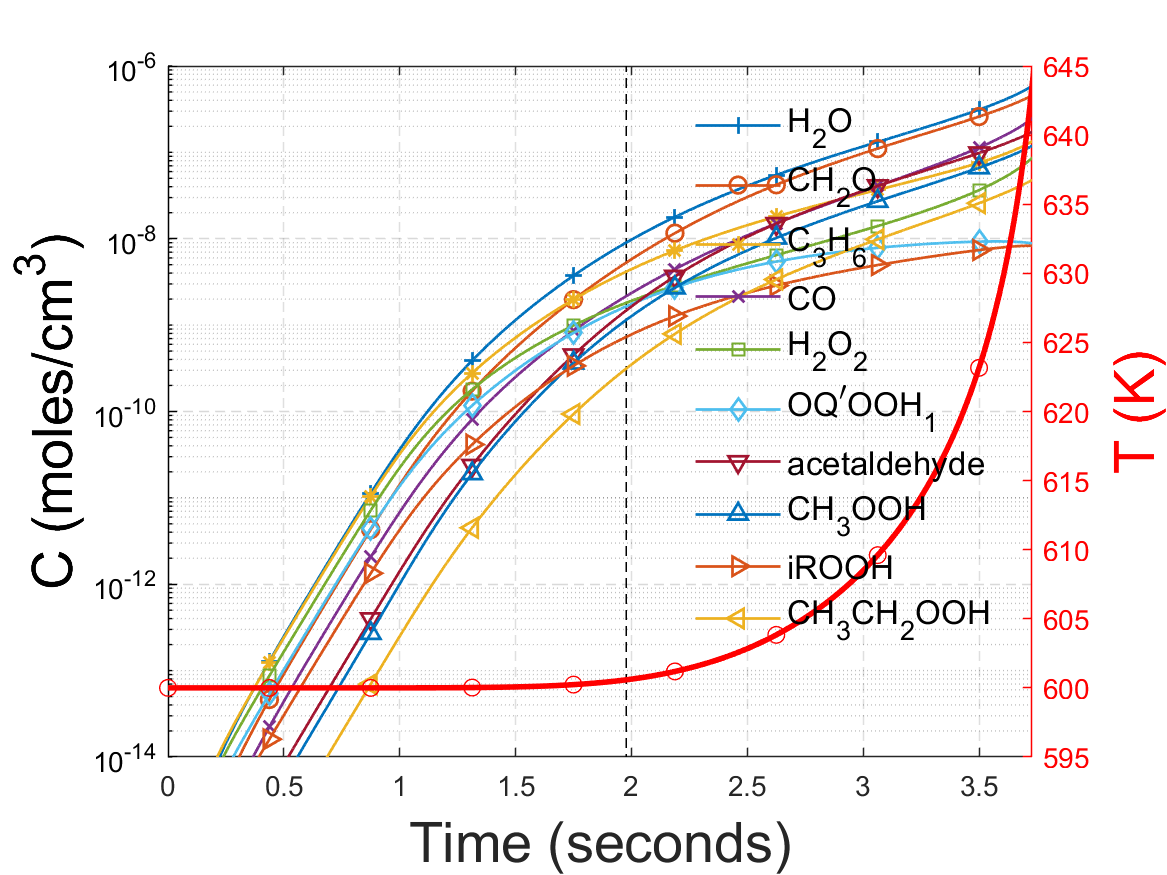 10⁻⁶
10⁻⁸
10⁻¹⁰
10⁻¹²
10⁻¹⁴
C (moles/cm³)
645
640
635
630
625
620
615
610
605
600
595
T (K)
H₂O
CH₂O
C₃H₆
CO
H₂O₂
OQ′OOH₁
acetaldehyde
CH₃OOH
iROOH
CH₃CH₂OOH
0 0.5 1 1.5 2 2.5 3 3.5
Time (seconds)